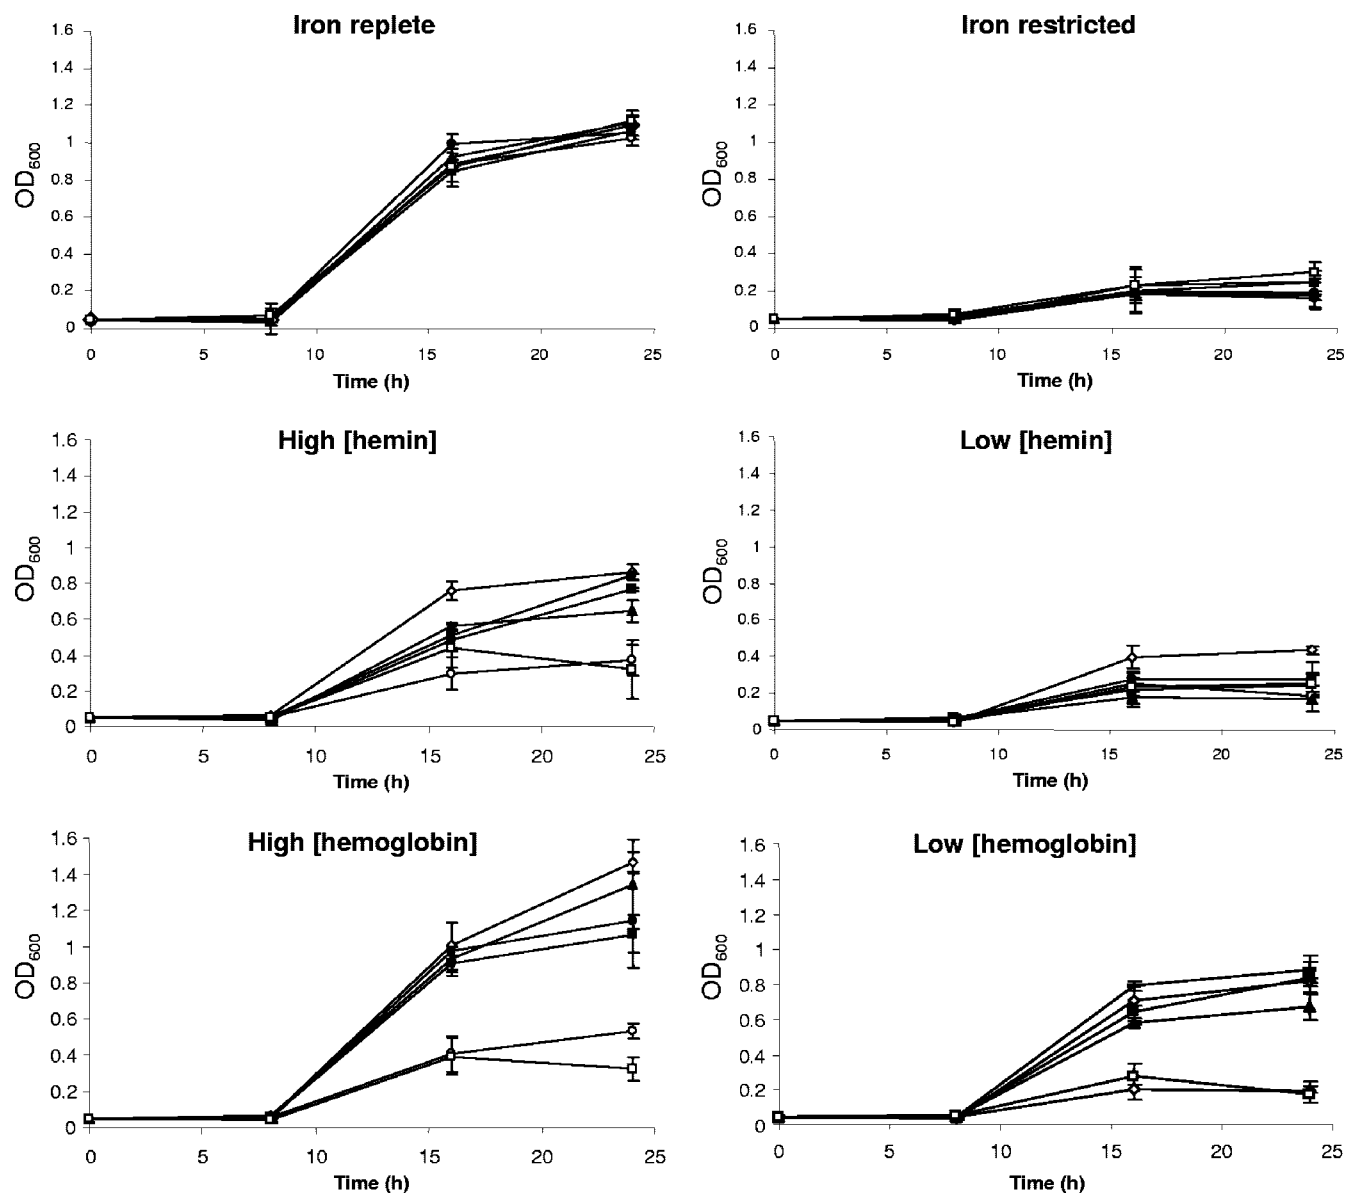 Iron replete
1.6
1.4
1.2
1
0.8
0.6
0.4
0.2
0
OD600
0 5 10 15 20 25
Time (h)
Iron restricted
1.6
1.4
1.2
1
0.8
0.6
0.4
0.2
0
OD600
0 5 10 15 20 25
Time (h)
High [hemin]
1.6
1.4
1.2
1
0.8
0.6
0.4
0.2
0
OD600
0 5 10 15 20 25
Time (h)
Low [hemin]
1.6
1.4
1.2
1
0.8
0.6
0.4
0.2
0
OD600
0 5 10 15 20 25
Time (h)
High [hemoglobin]
1.6
1.4
1.2
1
0.8
0.6
0.4
0.2
0
OD600
0 5 10 15 20 25
Time (h)
Low [hemoglobin]
1.6
1.4
1.2
1
0.8
0.6
0.4
0.2
0
OD600
0 5 10 15 20 25
Time (h)